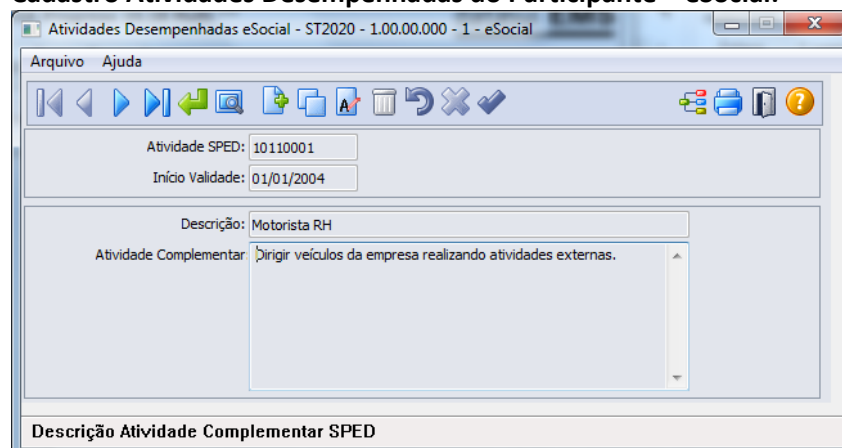 Cadastro Atividades Desempenhadas do Participante – eSocial:
Atividades Desempenhadas eSocial - ST2020 - 1.00.00.000 - 1 - eSocial
Arquivo Ajuda
Atividade SPED: 10110001
Início Validade: 01/01/2004
Descrição: Motorista RH
Atividade Complementar Dirigir veículos da empresa realizando atividades externas.
Descrição Atividade Complementar SPED